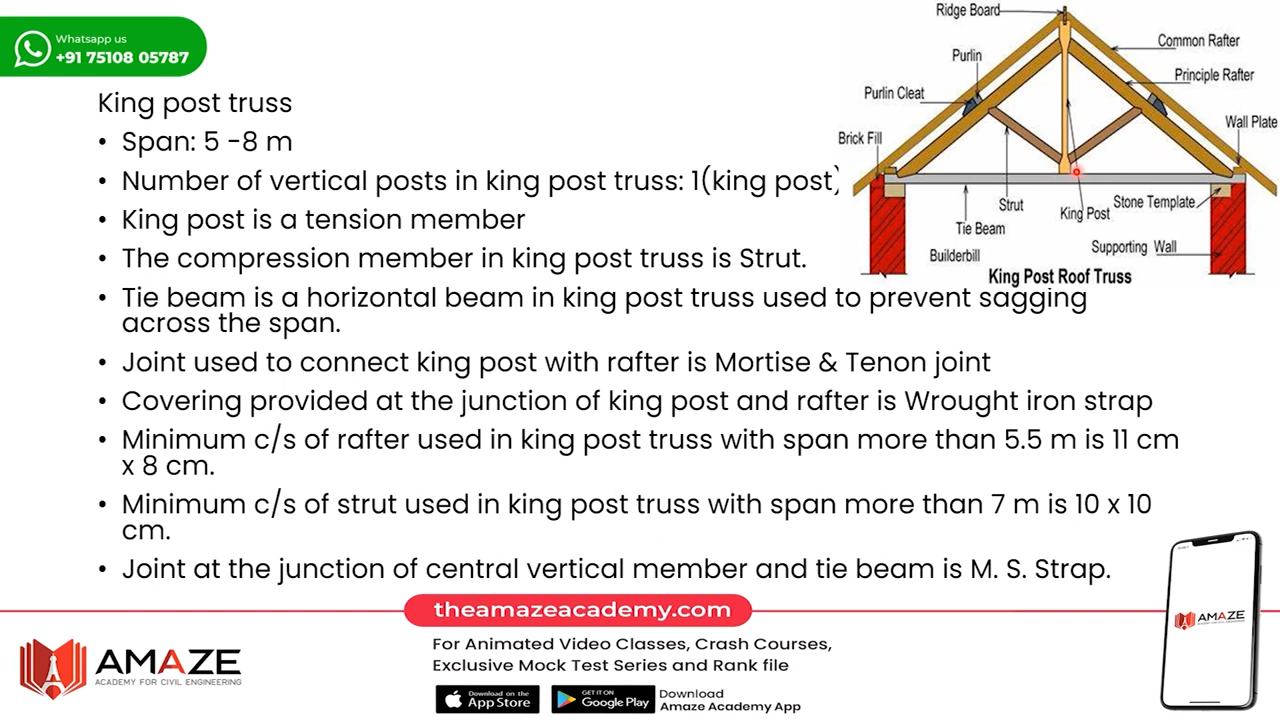 Whatsapp us
+91 75108 05787
King post truss
• Span: 5 -8 m
• Number of vertical posts in king post truss: 1(king post)
• King post is a tension member
• The compression member in king post truss is Strut.
• Tie beam is a horizontal beam in king post truss used to prevent sagging
across the span.
• Joint used to connect king post with rafter is Mortise & Tenon joint
• Covering provided at the junction of king post and rafter is Wrought iron strap
• Minimum c/s of rafter used in king post truss with span more than 5.5 m is 11 cm
x 8 cm.
• Minimum c/s of strut used in king post truss with span more than 7 m is 10 x 10
cm.
• Joint at the junction of central vertical member and tie beam is M. S. Strap.
Ridge Board
Common Rafter
Purlin
Principle Rafter
Purlin Cleat
Wall Plate
Brick Fill
Strut
King Post
Stone Template
Tie Beam
Supporting Wall
Builderbill
King Post Roof Truss
theamazeacademy.com
AMAZE
ACADEMY FOR CIVIL ENGINEERING
For Animated Video Classes, Crash Courses,
Exclusive Mock Test Series and Rank file
Download on the
App Store
GET IT ON
Google Play
Download
Amaze Academy App
AMAZE